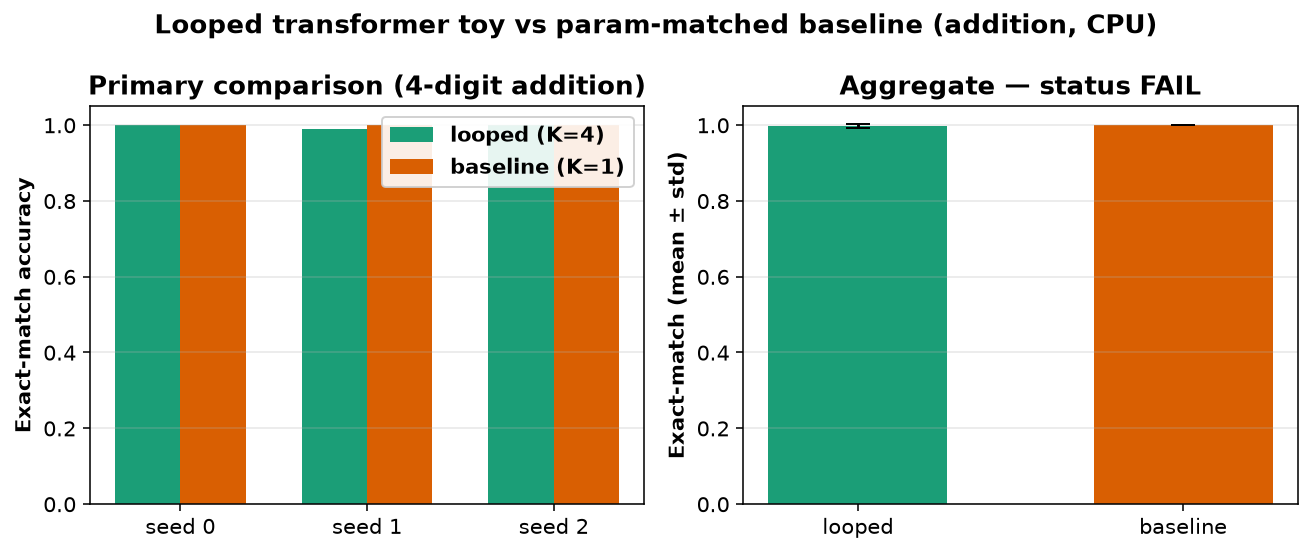 Looped transformer toy vs param-matched baseline (addition, CPU)
Primary comparison (4-digit addition)
Exact-match accuracy
1.0
0.8
0.6
0.4
0.2
0.0
looped (K=4)
baseline (K=1)
seed 0
seed 1
seed 2
Aggregate — status FAIL
Exact-match (mean ± std)
1.0
0.8
0.6
0.4
0.2
0.0
looped
baseline